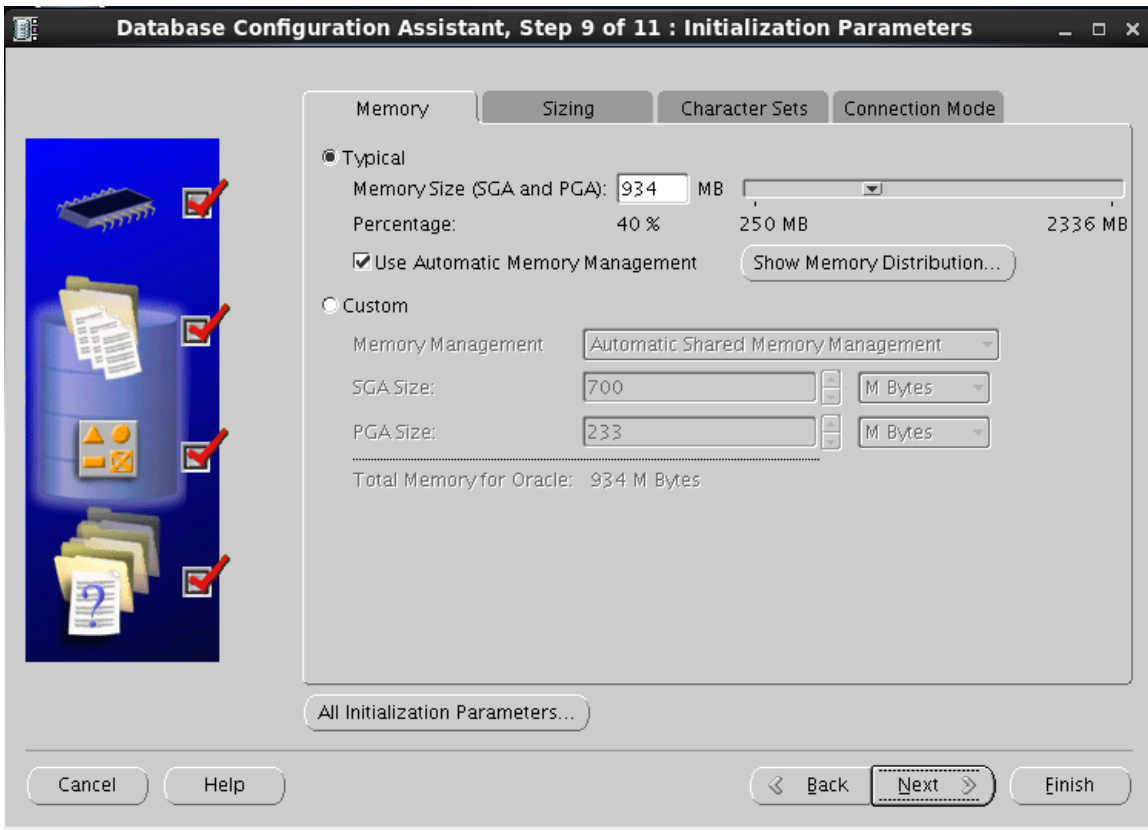 Database Configuration Assistant, Step 9 of 11 : Initialization Parameters
Memory Sizing Character Sets Connection Mode
Typical
Memory Size (SGA and PGA): 934 MB
Percentage: 40 % 250 MB 2336 MB
Use Automatic Memory Management Show Memory Distribution...
Custom
Memory Management Automatic Shared Memory Management
SGA Size: 700 M Bytes
PGA Size: 233 M Bytes
Total Memory for Oracle: 934 M Bytes
?
All Initialization Parameters...
Cancel Help Back Next Finish